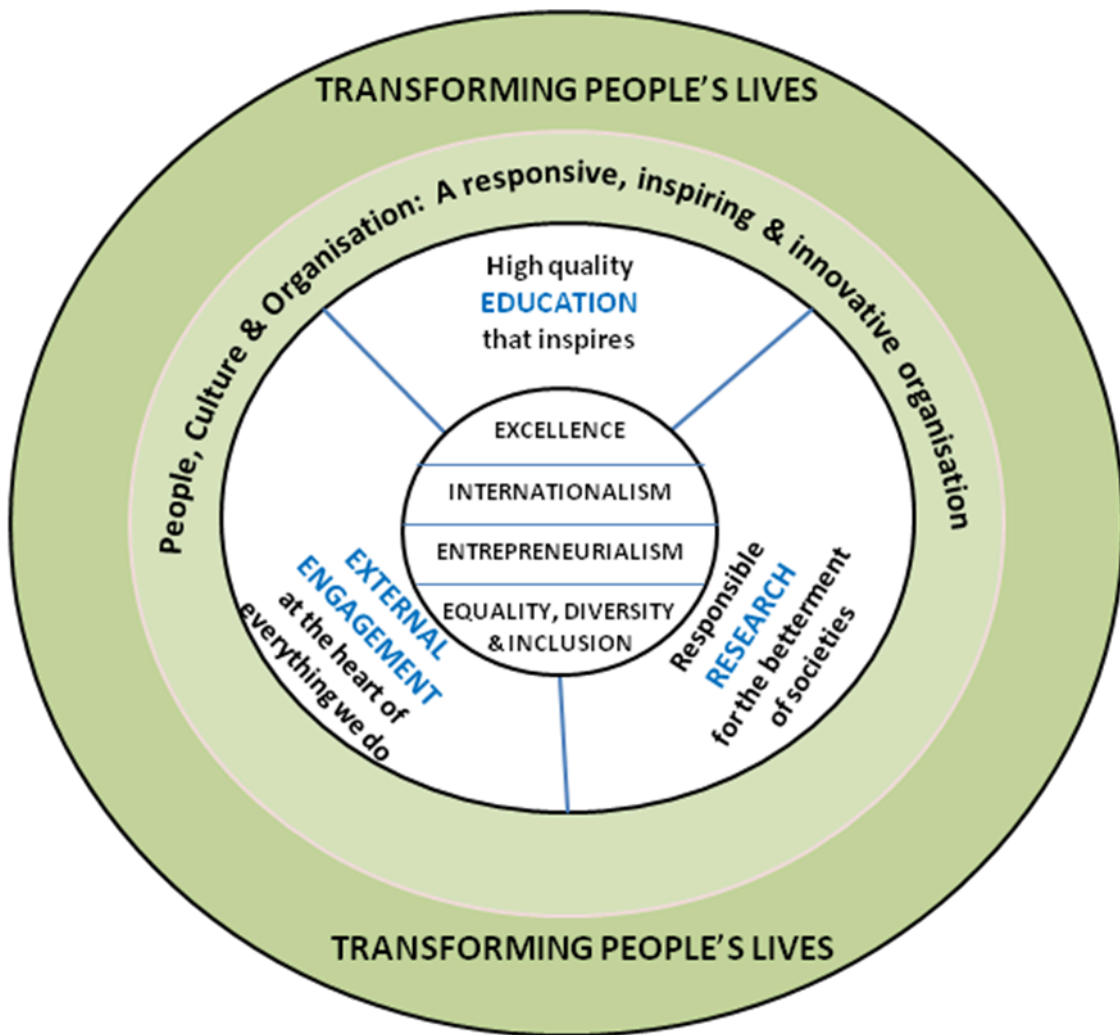 TRANSFORMING PEOPLE'S LIVES
People, Culture & Organisation: A responsive, inspiring & innovative organisation
High quality
EDUCATION
that inspires
EXCELLENCE
INTERNATIONALISM
ENTREPRENEURIALISM
EQUALITY, DIVERSITY
& INCLUSION
EXTERNAL
ENGAGEMENT
at the heart of
everything we do
Responsible
RESEARCH
for the betterment
of societies
TRANSFORMING PEOPLE'S LIVES